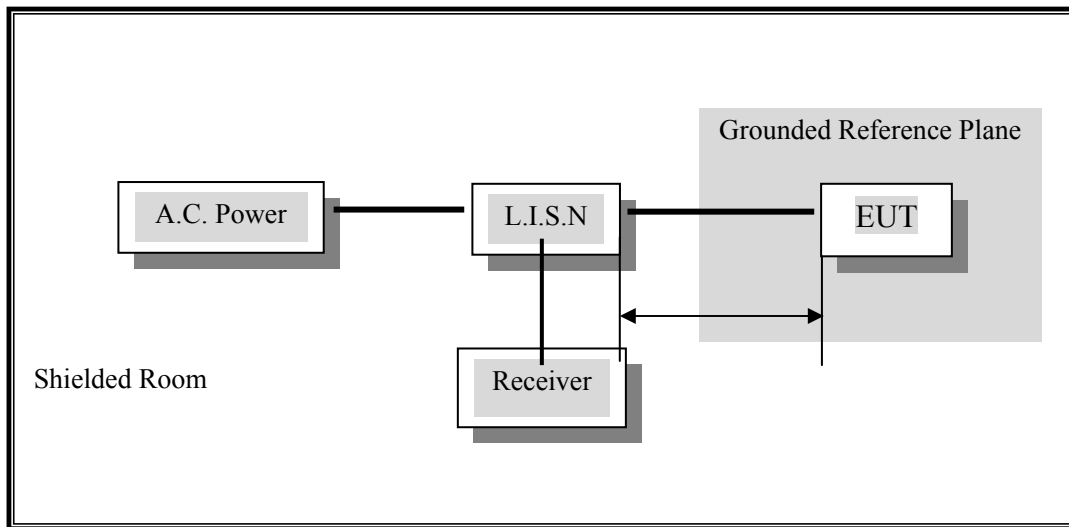 Grounded Reference Plane
A.C. Power
L.I.S.N
EUT
Shielded Room
Receiver